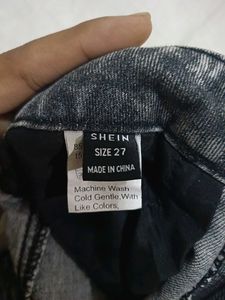 SHEIN
SIZE 27
MADE IN CHINA
Machine Wash
Cold Gentle,With
Like Colors,